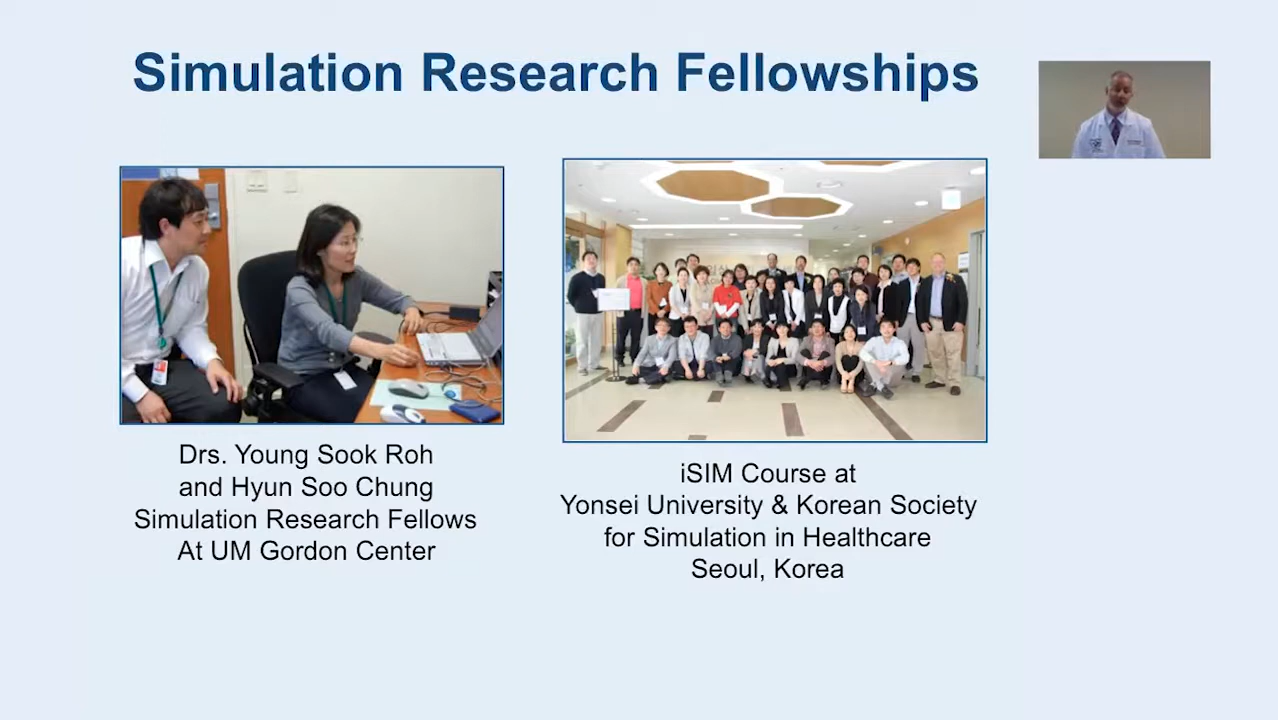 Simulation Research Fellowships
Drs. Young Sook Roh
and Hyun Soo Chung
Simulation Research Fellows
At UM Gordon Center
iSIM Course at
Yonsei University & Korean Society
for Simulation in Healthcare
Seoul, Korea